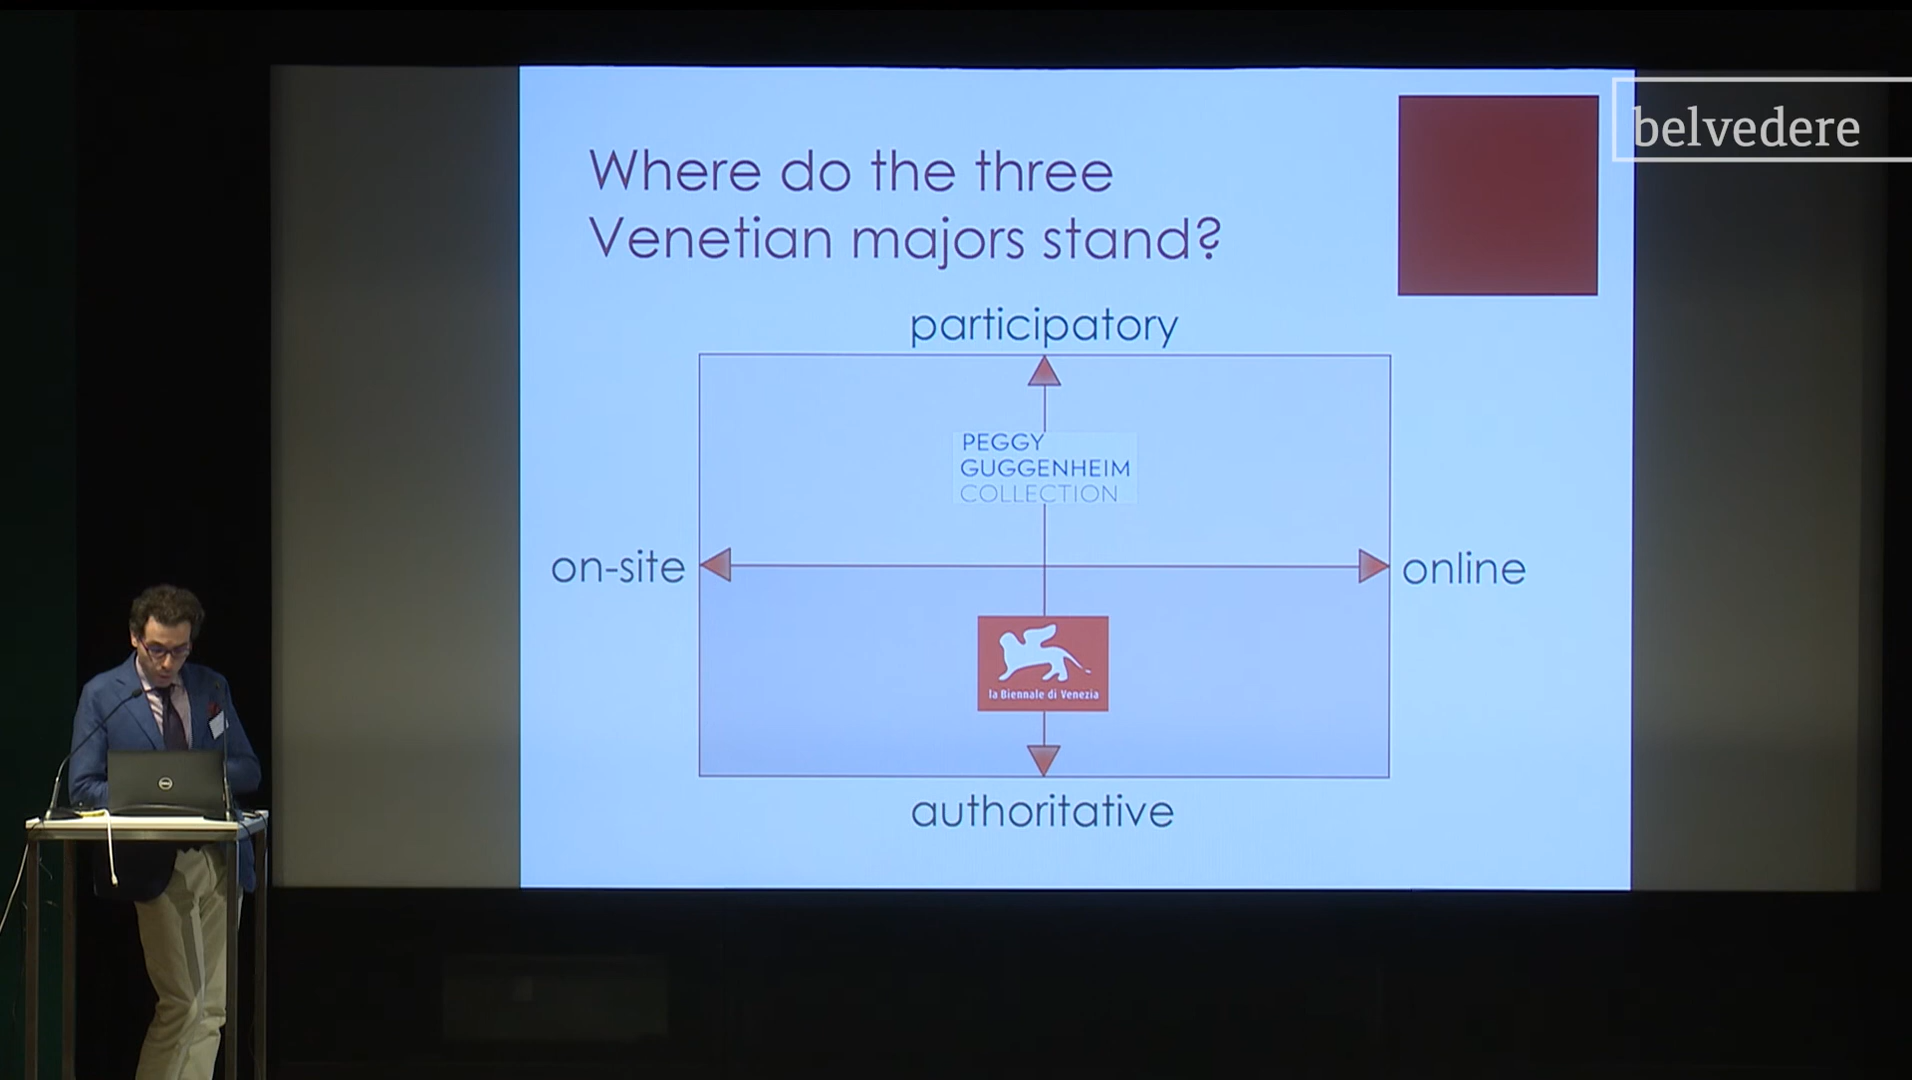 belvedere
Where do the three
Venetian majors stand?
participatory
PEGGY
GUGGENHEIM
COLLECTION
on-site
online
la Biennale di Venezia
authoritative
DELL